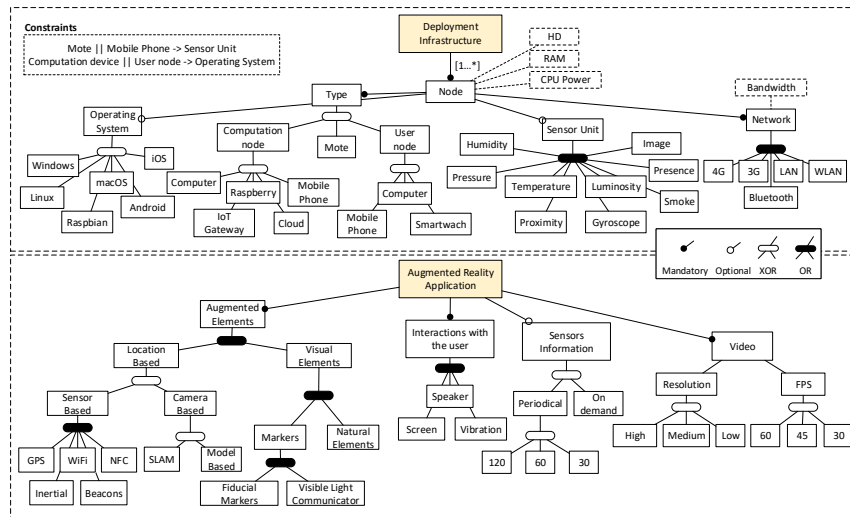 Constraints
Mote || Mobile Phone -> Sensor Unit
Computation device || User node -> Operating System
Deployment
Infrastructure
[1...*]
HD
RAM
CPU Power
Node
Type
Bandwidth
Network
Operating
System
Computation
node
Mote
User
node
Sensor Unit
Windows
iOS
macOS
Linux
Android
Raspbian
Computer
Raspberry
Mobile
Phone
IoT
Gateway
Cloud
Computer
Mobile
Phone
Smartwach
Humidity
Image
Pressure
Presence
Temperature
Luminosity
Smoke
Proximity
Gyroscope
4G
3G
LAN
WLAN
Bluetooth
Mandatory
Optional
XOR
OR
Augmented Reality
Application
Augmented
Elements
Location
Based
Visual
Elements
Sensor
Based
Camera
Based
GPS
WiFi
NFC
Inertial
Beacons
SLAM
Model
Based
Markers
Natural
Elements
Fiducial
Markers
Visible Light
Communicator
Interactions with
the user
Speaker
Screen
Vibration
Sensors
Information
Periodical
On
demand
120
60
30
Video
Resolution
FPS
High
Medium
Low
60
45
30